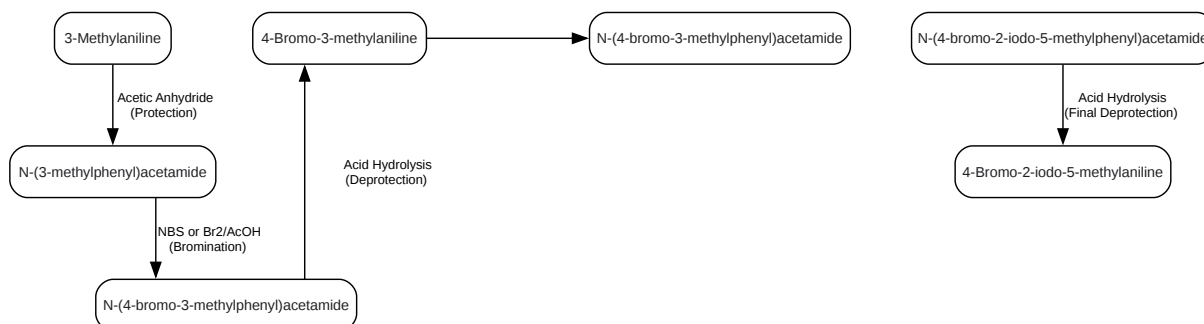 3-Methylaniline
4-Bromo-3-methylaniline
N-(4-bromo-3-methylphenyl)acetamide
N-(4-bromo-2-iodo-5-methylphenyl)acetamide
Acetic Anhydride
(Protection)
Acid Hydrolysis
(Final Deprotection)
N-(3-methylphenyl)acetamide
Acid Hydrolysis
(Deprotection)
4-Bromo-2-iodo-5-methylaniline
NBS or Br2/AcOH
(Bromination)
N-(4-bromo-3-methylphenyl)acetamide